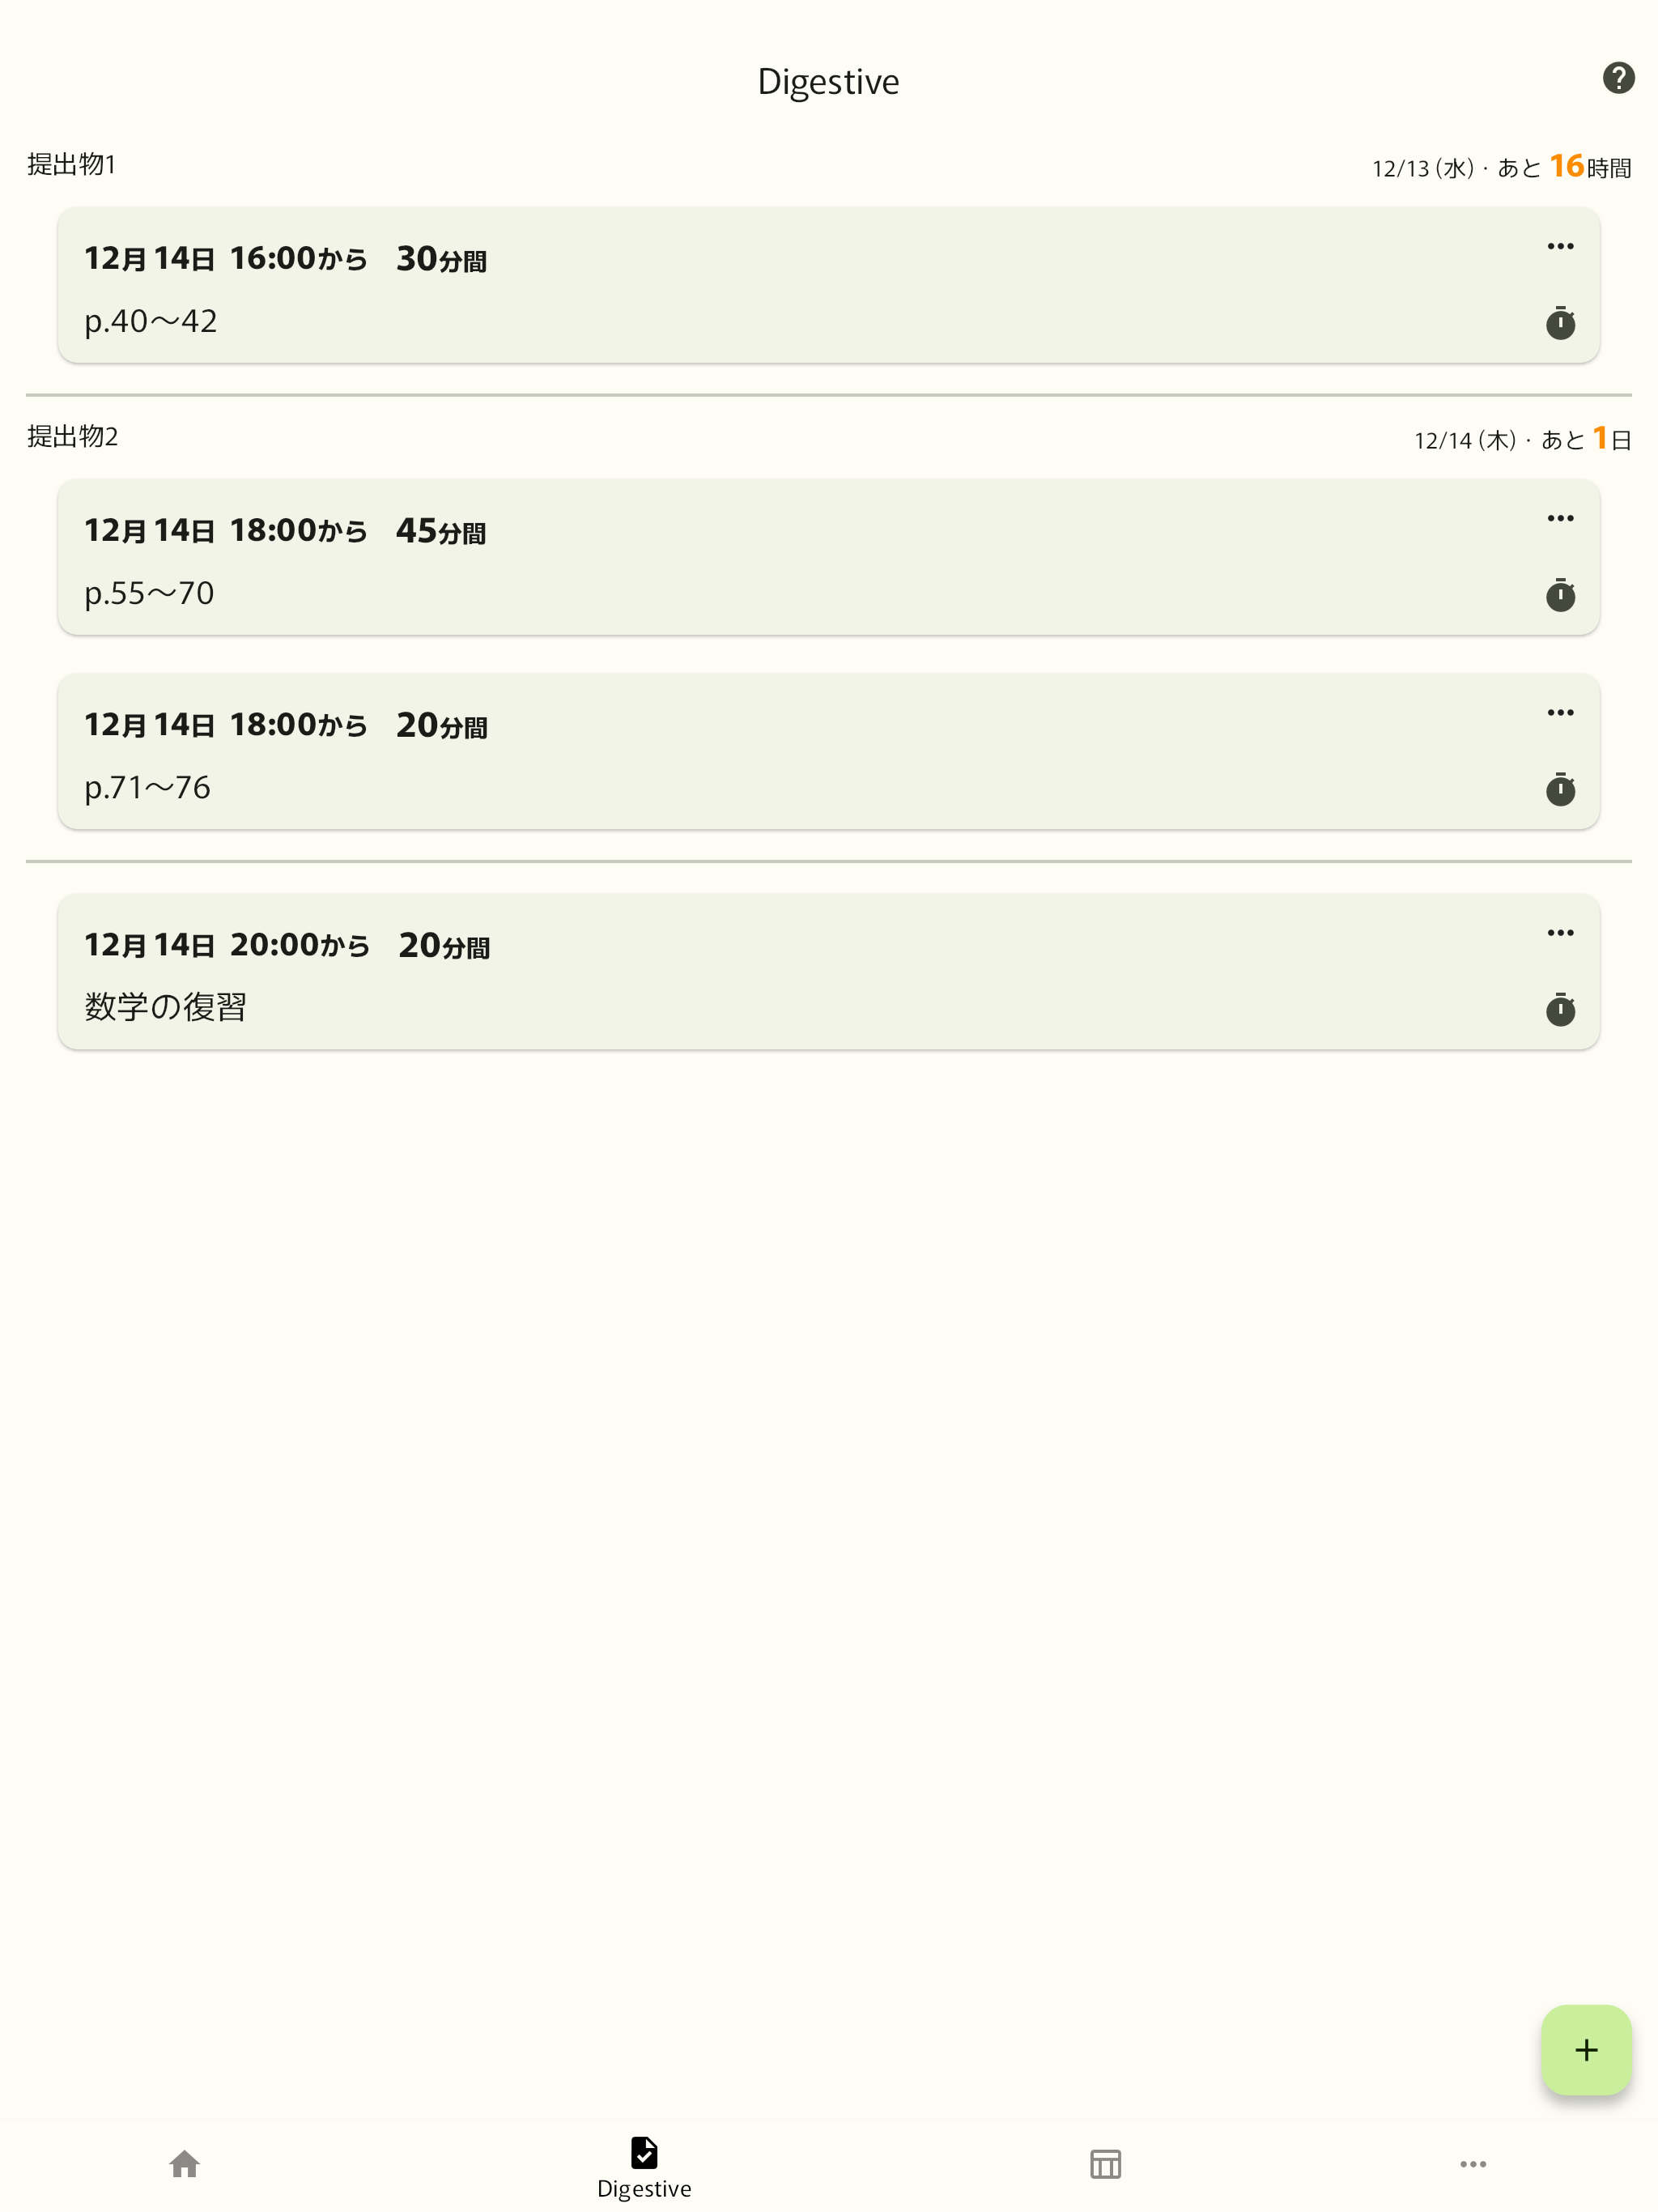 Digestive
提出物1
12/13 (水)・あと 16時間
12月14日 16:00から 30分間
p.40〜42
提出物2
12/14 (木)・あと 1日
12月14日 18:00から 45分間
p.55〜70
12月14日 18:00から 20分間
p.71〜76
12月14日 20:00から 20分間
数学の復習
Digestive